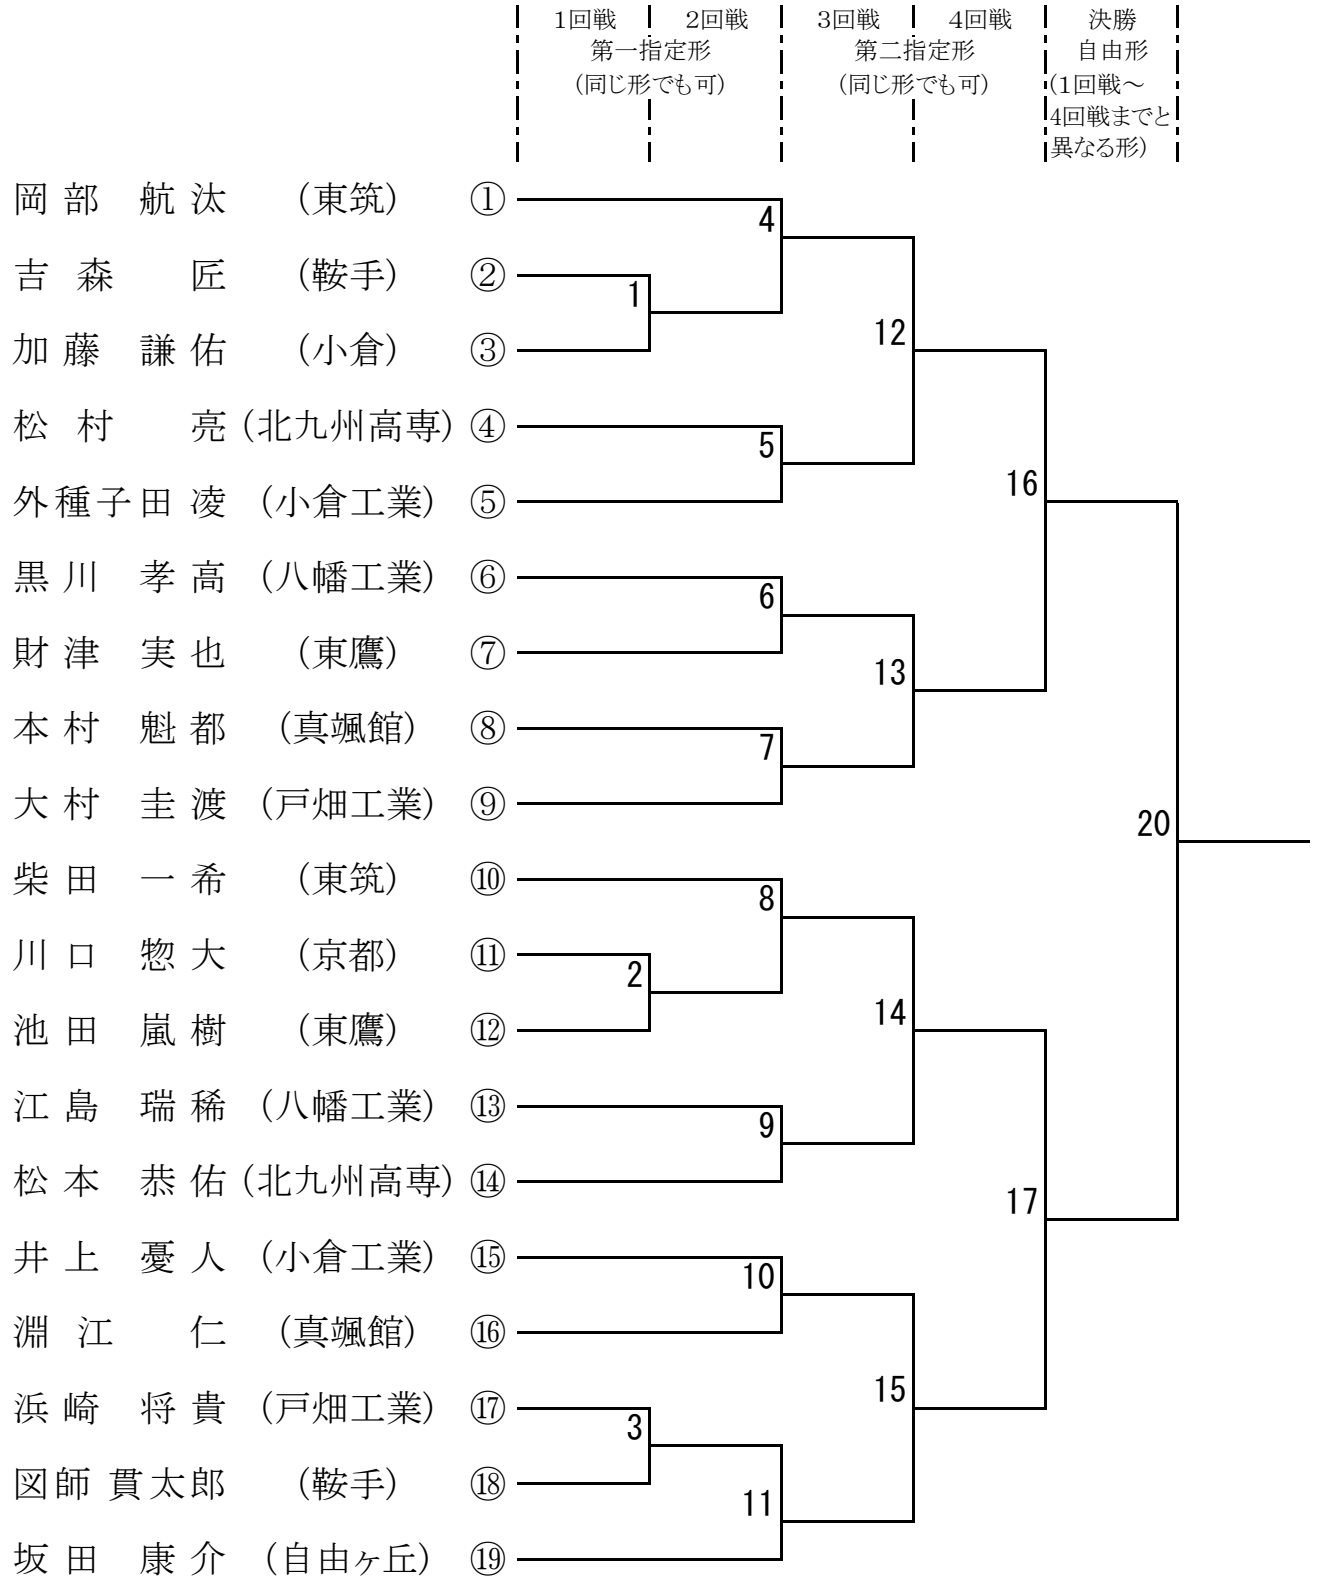 1回戦 2回戦 3回戦 4回戦 決勝
第一指定形 第二指定形 自由形
(同じ形でも可) (同じ形でも可) (1回戦～
4回戦までと
異なる形)
岡部 航汰 (東筑) ①
4
吉森 匠 (鞍手) ②
1
12
加藤 謙佑 (小倉) ③
松村 亮 (北九州高専) ④
5
16
外種子田 凌 (小倉工業) ⑤
黒川 孝高 (八幡工業) ⑥
6
財津 実也 (東鷹) ⑦
13
本村 魁都 (真颯館) ⑧
7
大村 圭渡 (戸畑工業) ⑨
20
柴田 一希 (東筑) ⑩
8
川口 惣大 (京都) ⑪
2
14
池田 嵐樹 (東鷹) ⑫
江島 瑞稀 (八幡工業) ⑬
9
松本 恭佑 (北九州高専) ⑭
17
井上 憂人 (小倉工業) ⑮
10
淵江 仁 (真颯館) ⑯
15
浜崎 将貴 (戸畑工業) ⑰
3
図師 貫太郎 (鞍手) ⑱
11
坂田 康介 (自由ヶ丘) ⑲